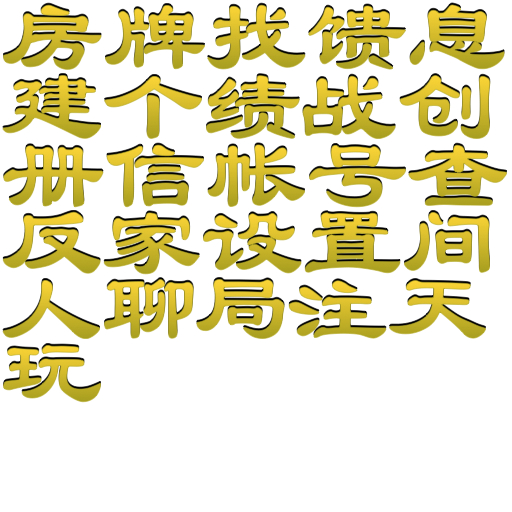 房牌找馈息
建个绩战创
册信帐号查
反家设置间
人聊局注天
玩